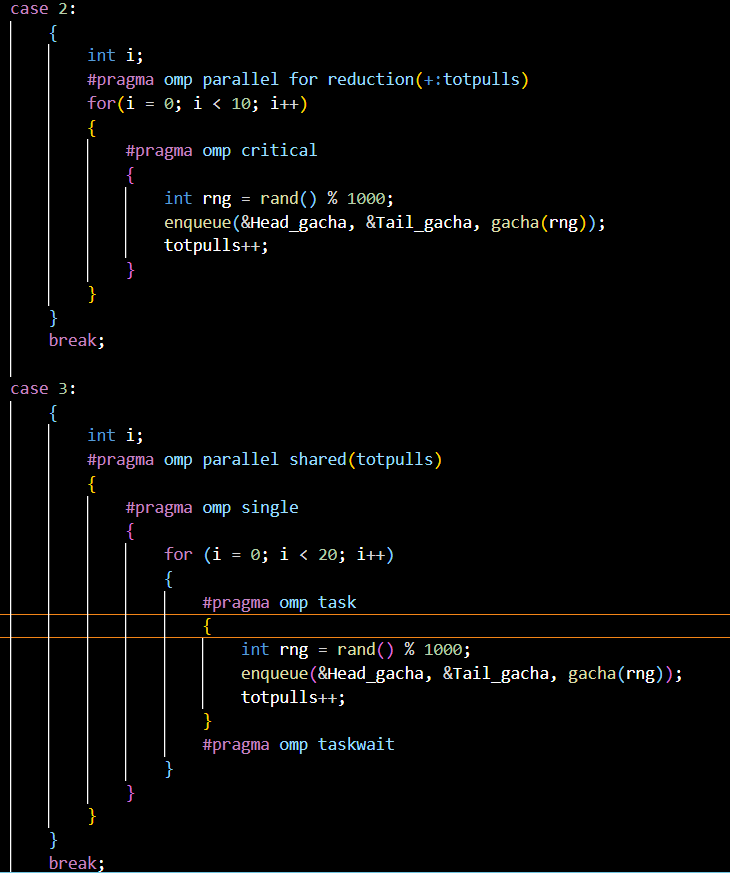 case 2:
{
int i;
#pragma omp parallel for reduction(+:totpulls)
for(i = 0; i < 10; i++)
{
#pragma omp critical
{
int rng = rand() % 1000;
enqueue(&Head_gacha, &Tail_gacha, gacha(rng));
totpulls++;
}
}
}
break;
case 3:
{
int i;
#pragma omp parallel shared(totpulls)
{
#pragma omp single
{
for (i = 0; i < 20; i++)
{
#pragma omp task
{
int rng = rand() % 1000;
enqueue(&Head_gacha, &Tail_gacha, gacha(rng));
totpulls++;
}
#pragma omp taskwait
}
}
}
}
break;